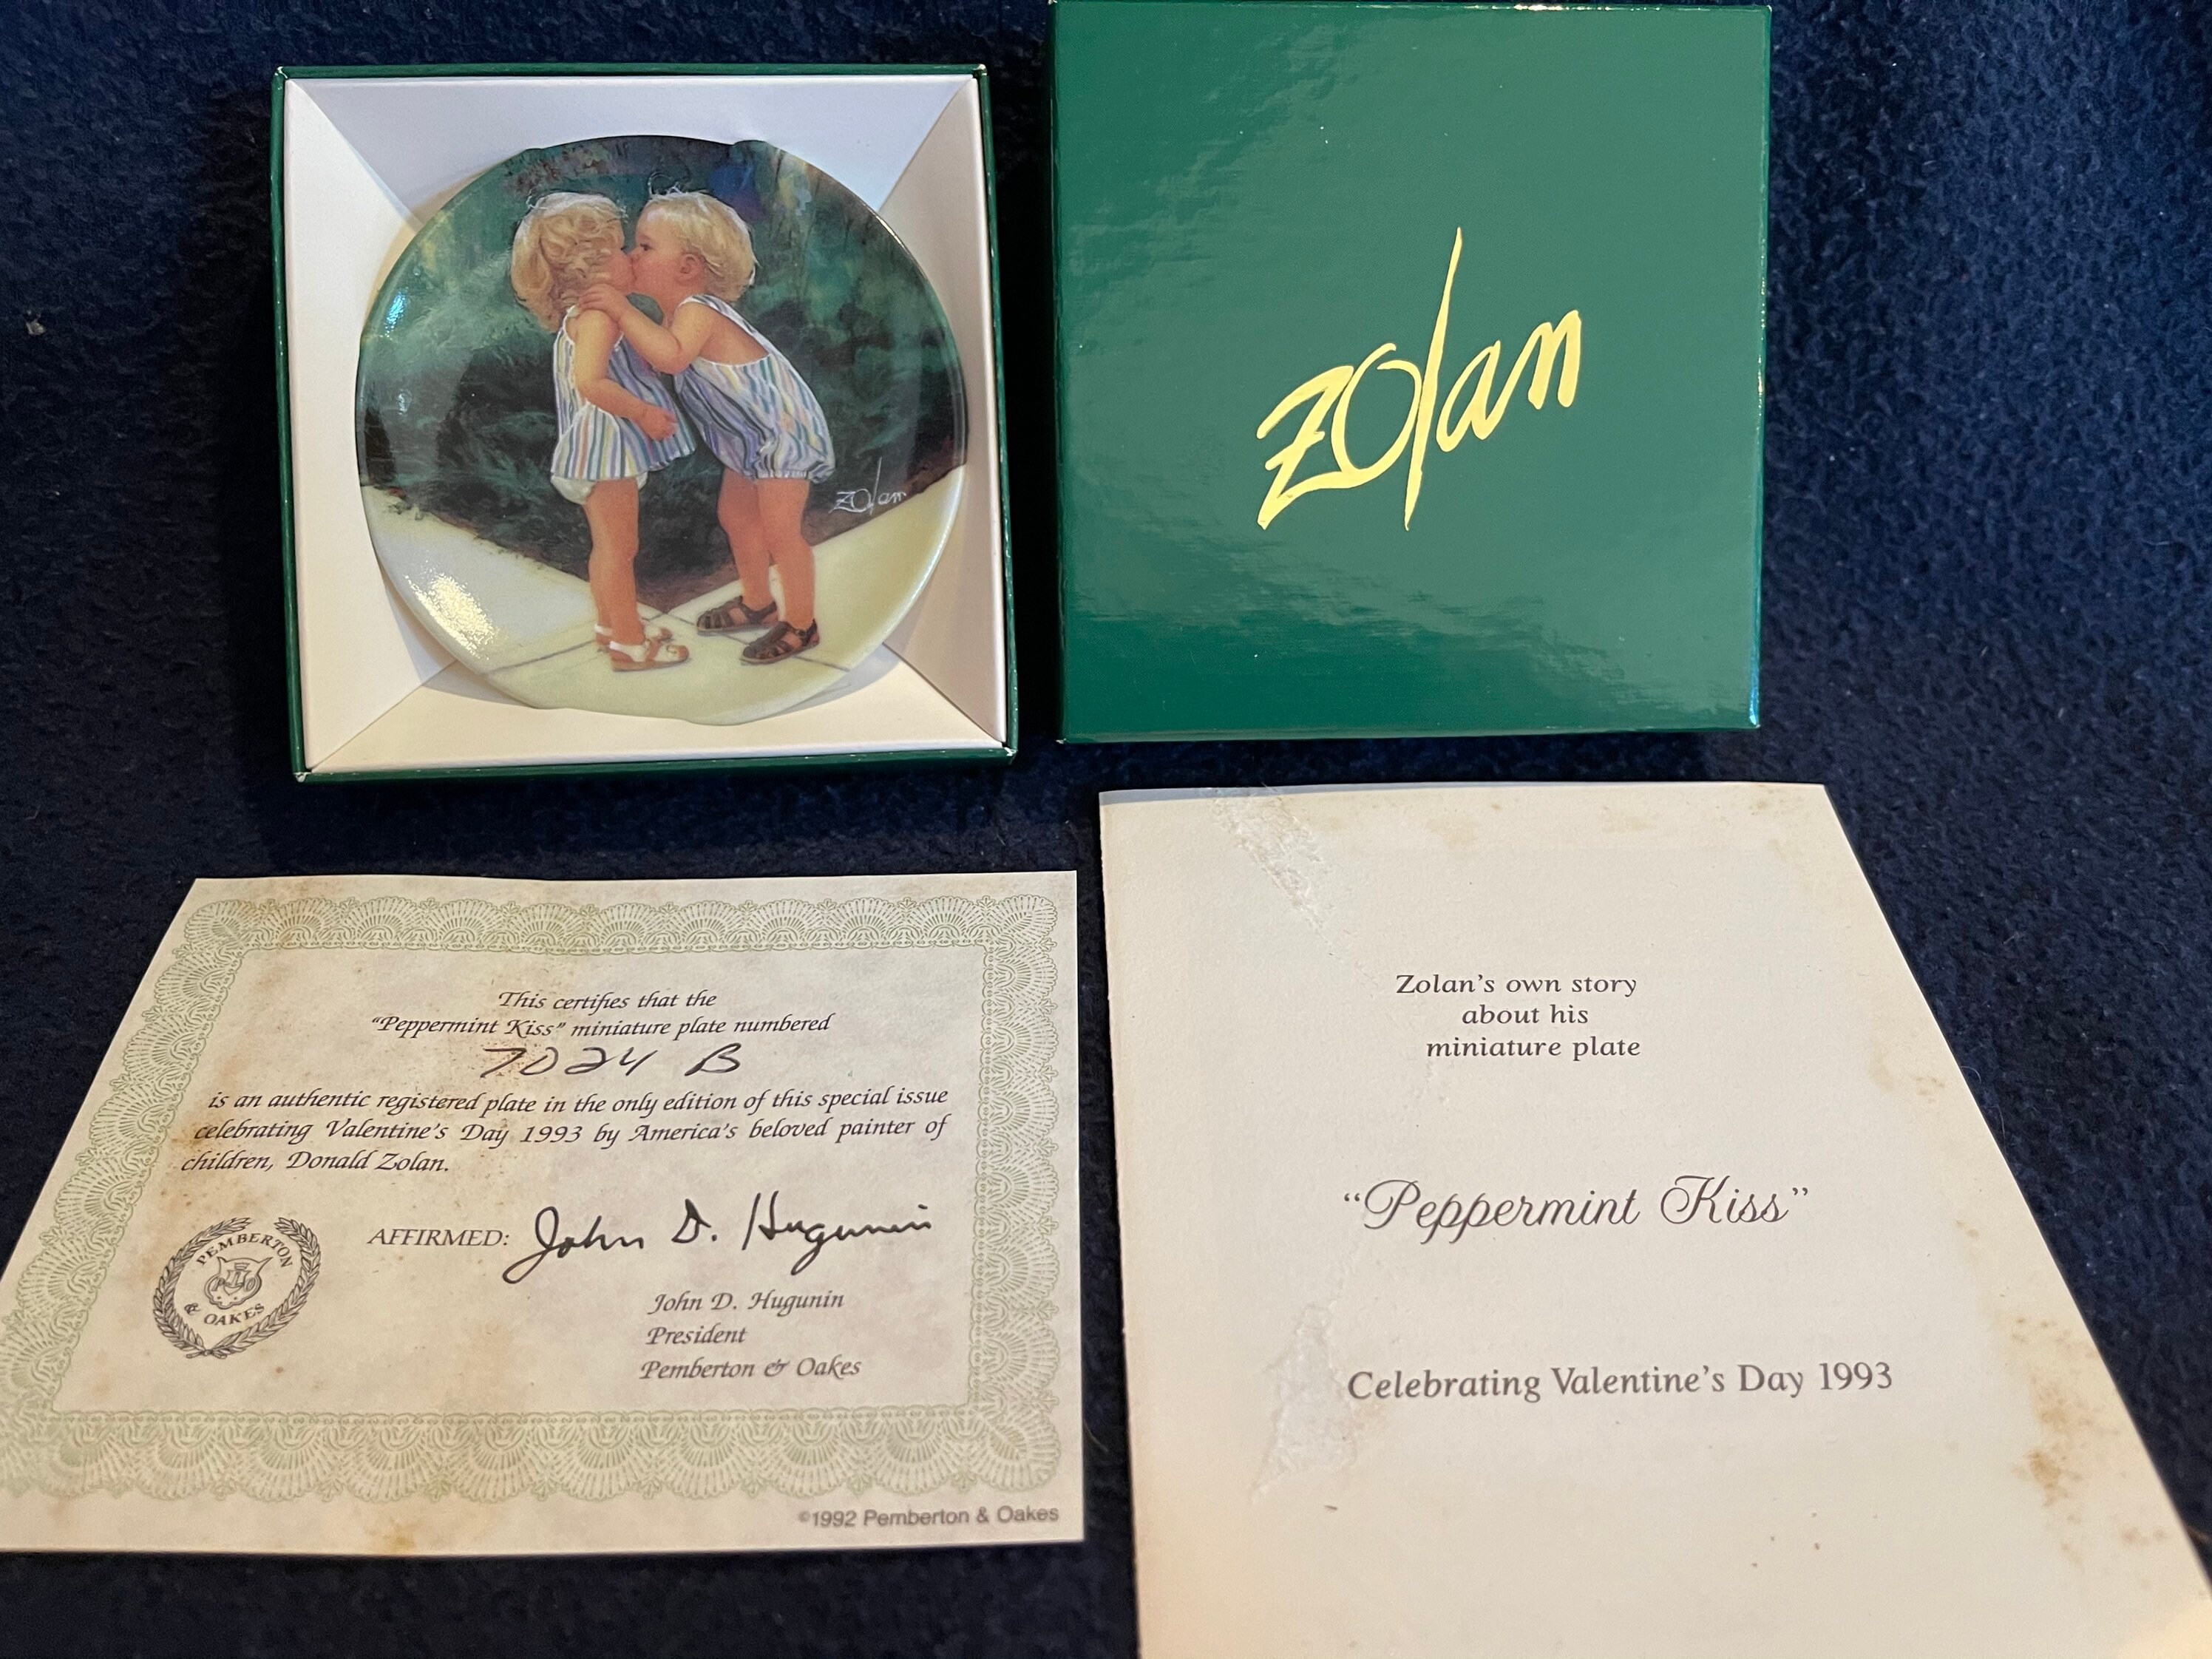 Zolan
Zolan
This certifies that the
“Peppermint Kiss” miniature plate numbered
7024 B
is an authentic registered plate in the only edition of this special issue
celebrating Valentine's Day 1993 by America's beloved painter of
children, Donald Zolan.
AFFIRMED: John D. Hugunin
John D. Hugunin
President
Pemberton & Oakes
PEMBERTON
& OAKES
©1992 Pemberton & Oakes
Zolan's own story
about his
miniature plate
“Peppermint Kiss”
Celebrating Valentine's Day 1993